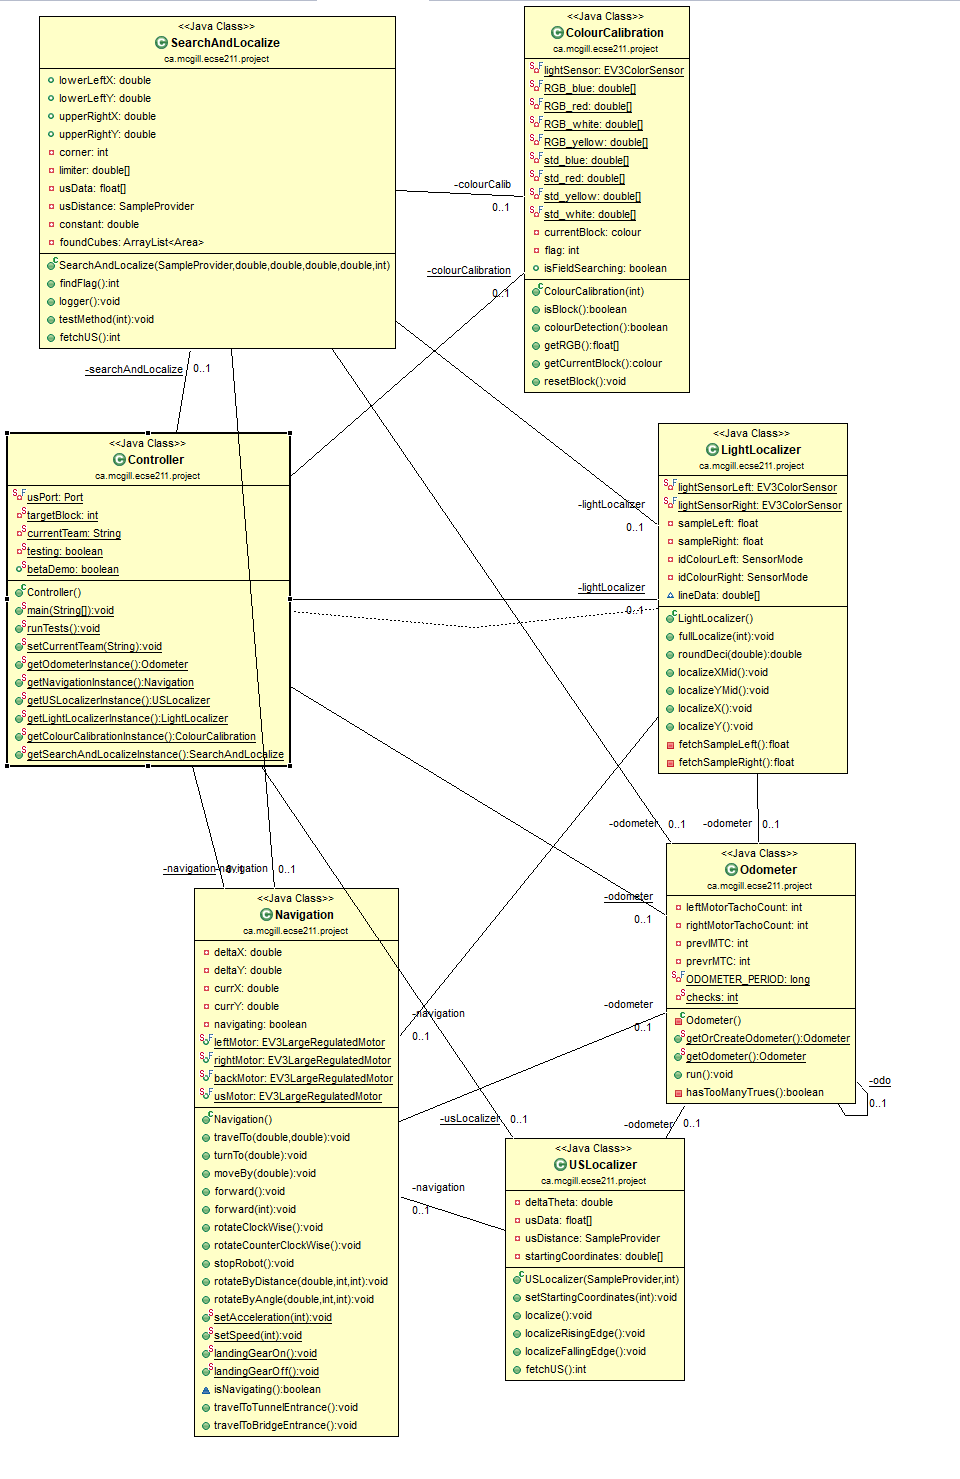 <<Java Class>>
SearchAndLocalize
ca.mcgill.ecse211.project
lowerLeftX: double
lowerLeftY: double
upperRightX: double
upperRightY: double
corner: int
limiter: double[]
usData: float[]
usDistance: SampleProvider
constant: double
foundCubes: ArrayList<Area>
SearchAndLocalize(SampleProvider,double,double,double,double,int)
findFlag():int
logger():void
testMethod(int):void
fetchUS():int
<<Java Class>>
ColourCalibration
ca.mcgill.ecse211.project
lightSensor: EV3ColorSensor
RGB_blue: double[]
RGB_red: double[]
RGB_white: double[]
RGB_yellow: double[]
std_blue: double[]
std_red: double[]
std_yellow: double[]
std_white: double[]
currentBlock: colour
flag: int
isFieldSearching: boolean
ColourCalibration(int)
isBlock():boolean
colourDetection():boolean
getRGB():float[]
getCurrentBlock():colour
resetBlock():void
-colourCalib
0..1
-colourCalibration
0..1
-searchAndLocalize
0..1
<<Java Class>>
Controller
ca.mcgill.ecse211.project
usPort: Port
targetBlock: int
currentTeam: String
testing: boolean
betaDemo: boolean
Controller()
main(String[]):void
runTests():void
setCurrentTeam(String):void
getOdometerInstance():Odometer
getNavigationInstance():Navigation
getUSLocalizerInstance():USLocalizer
getLightLocalizerInstance():LightLocalizer
getColourCalibrationInstance():ColourCalibration
getSearchAndLocalizeInstance():SearchAndLocalize
-lightLocalizer
0..1
-lightLocalizer
0..1
<<Java Class>>
LightLocalizer
ca.mcgill.ecse211.project
lightSensorLeft: EV3ColorSensor
lightSensorRight: EV3ColorSensor
sampleLeft: float
sampleRight: float
idColourLeft: SensorMode
idColourRight: SensorMode
lineData: double[]
LightLocalizer()
fullLocalize(int):void
roundDeci(double):double
localizeXMid():void
localizeYMid():void
localizeX():void
localizeY():void
fetchSampleLeft():float
fetchSampleRight():float
-odometer
0..1
-odometer
0..1
-navigation
0..1
-navigation
0..1
-odometer
0..1
<<Java Class>>
Odometer
ca.mcgill.ecse211.project
leftMotorTachoCount: int
rightMotorTachoCount: int
prevlMTC: int
prevrMTC: int
ODOMETER_PERIOD: long
checks: int
Odometer()
getOrCreateOdometer():Odometer
getOdometer():Odometer
run():void
hasTooManyTrues():boolean
-odo
0..1
<<Java Class>>
Navigation
ca.mcgill.ecse211.project
deltaX: double
deltaY: double
currX: double
currY: double
navigating: boolean
leftMotor: EV3LargeRegulatedMotor
rightMotor: EV3LargeRegulatedMotor
backMotor: EV3LargeRegulatedMotor
usMotor: EV3LargeRegulatedMotor
Navigation()
travelTo(double,double):void
turnTo(double):void
moveBy(double):void
forward():void
forward(int):void
rotateClockWise():void
rotateCounterClockWise():void
stopRobot():void
rotateByDistance(double,int,int):void
rotateByAngle(double,int,int):void
setAcceleration(int):void
setSpeed(int):void
landingGearOn():void
landingGearOff():void
isNavigating():boolean
travelToTunnelEntrance():void
travelToBridgeEntrance():void
-navigation
0..1
-odometer
0..1
-usLocalizer
0..1
-odometer
0..1
-navigation
0..1
<<Java Class>>
USLocalizer
ca.mcgill.ecse211.project
deltaTheta: double
usData: float[]
usDistance: SampleProvider
startingCoordinates: double[]
USLocalizer(SampleProvider,int)
setStartingCoordinates(int):void
localize():void
localizeRisingEdge():void
localizeFallingEdge():void
fetchUS():int